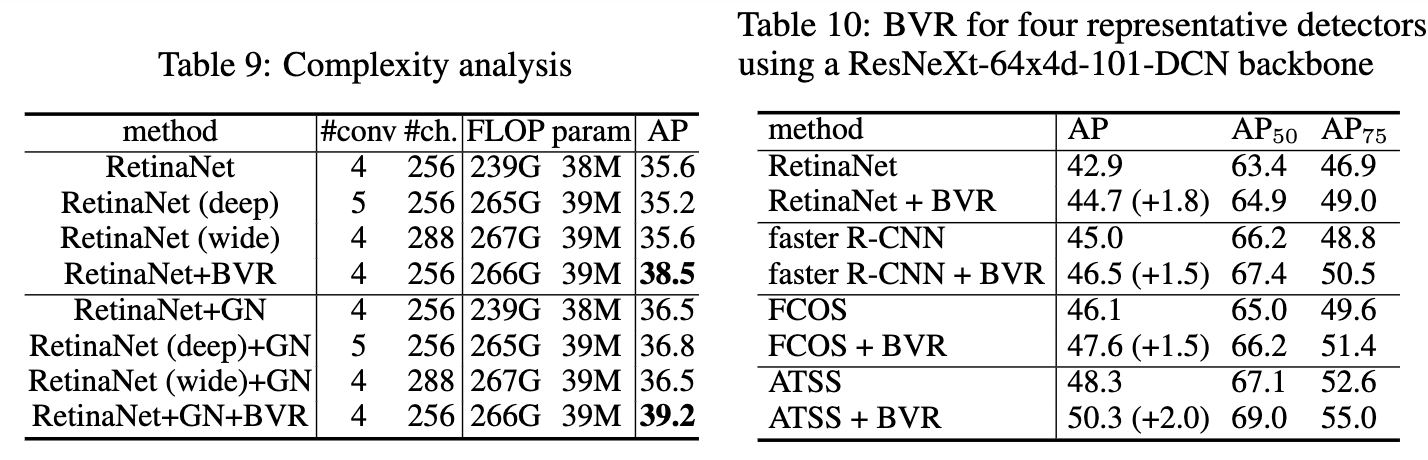 Table 9: Complexity analysis
method #conv #ch. FLOP param AP
RetinaNet 4 256 239G 38M 35.6
RetinaNet (deep) 5 256 265G 39M 35.2
RetinaNet (wide) 4 288 267G 39M 35.6
RetinaNet+BVR 4 256 266G 39M 38.5
RetinaNet+GN 4 256 239G 38M 36.5
RetinaNet (deep)+GN 5 256 265G 39M 36.8
RetinaNet (wide)+GN 4 288 267G 39M 36.5
RetinaNet+GN+BVR 4 256 266G 39M 39.2
Table 10: BVR for four representative detectors
using a ResNeXt-64x4d-101-DCN backbone
method AP AP50 AP75
RetinaNet 42.9 63.4 46.9
RetinaNet + BVR 44.7 (+1.8) 64.9 49.0
faster R-CNN 45.0 66.2 48.8
faster R-CNN + BVR 46.5 (+1.5) 67.4 50.5
FCOS 46.1 65.0 49.6
FCOS + BVR 47.6 (+1.5) 66.2 51.4
ATSS 48.3 67.1 52.6
ATSS + BVR 50.3 (+2.0) 69.0 55.0